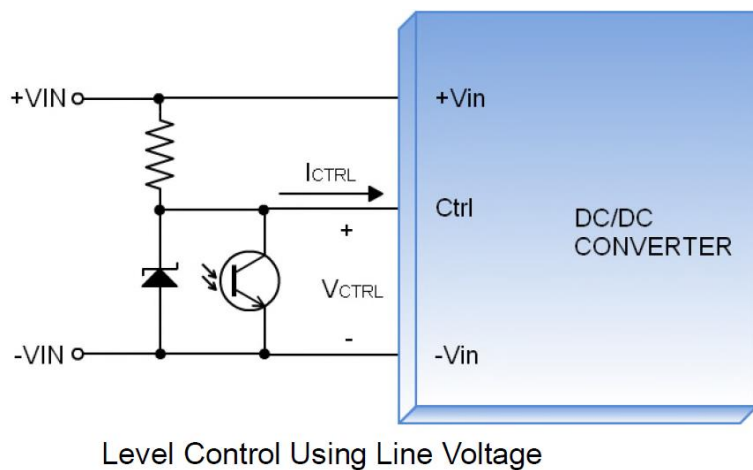 +VIN
+Vin
ICTRL
Ctrl
DC/DC
CONVERTER
+
VCTRL
-
-VIN
-Vin
Level Control Using Line Voltage